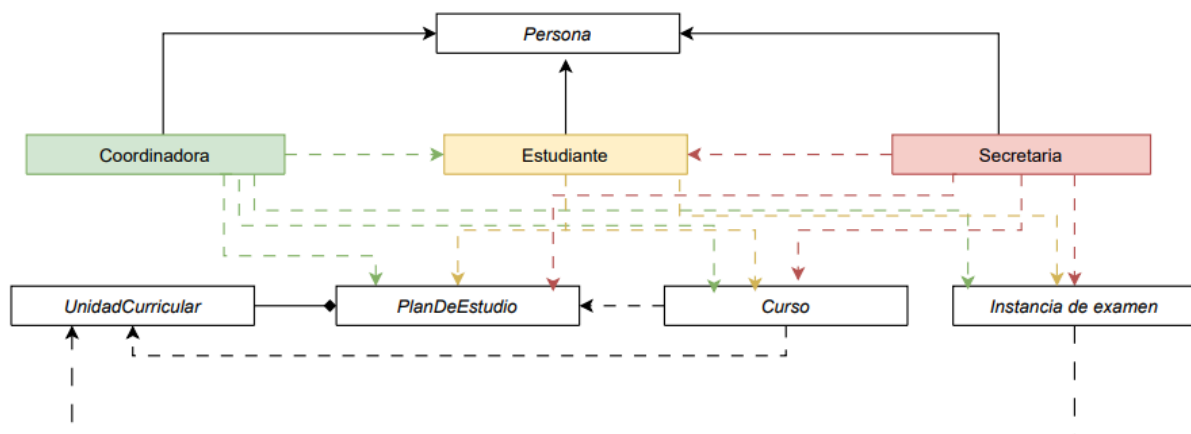 Persona
Coordinadora
Estudiante
Secretaria
UnidadCurricular
PlanDeEstudio
Curso
Instancia de examen